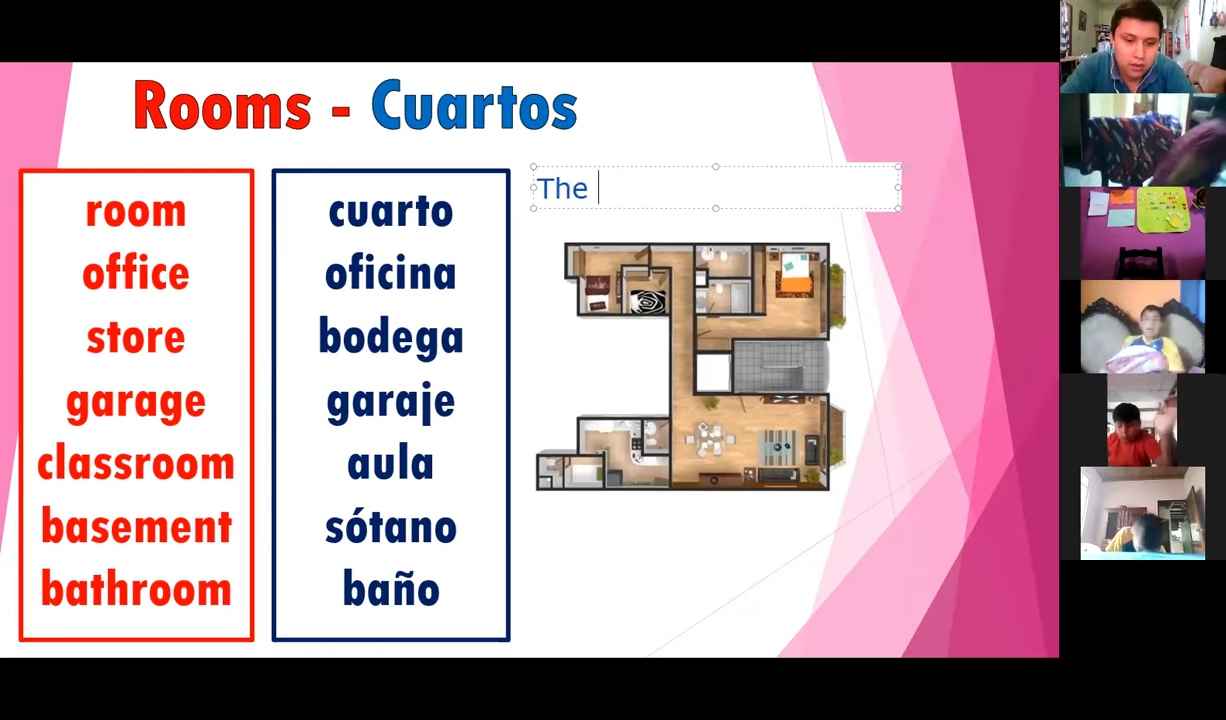 Rooms - Cuartos
room
office
store
garage
classroom
basement
bathroom
cuarto
oficina
bodega
garaje
aula
sótano
baño
The